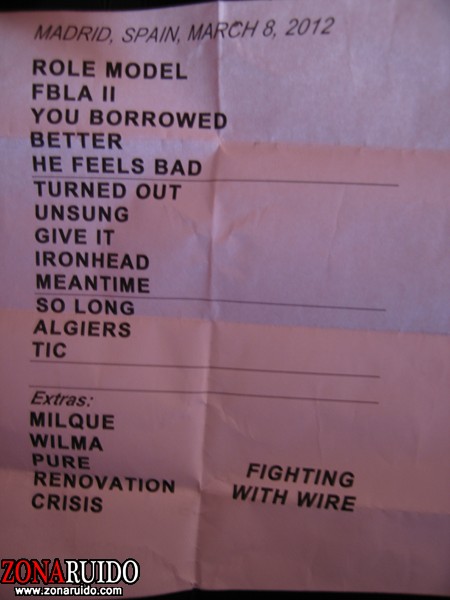 MADRID, SPAIN, MARCH 8, 2012
ROLE MODEL
FBLA II
YOU BORROWED
BETTER
HE FEELS BAD
TURNED OUT
UNSUNG
GIVE IT
IRONHEAD
MEANTIME
SO LONG
ALGIERS
TIC
Extras:
MILQUE
WILMA
PURE
RENOVATION
CRISIS
FIGHTING
WITH WIRE
ZONARUIDO
www.zonaruido.com